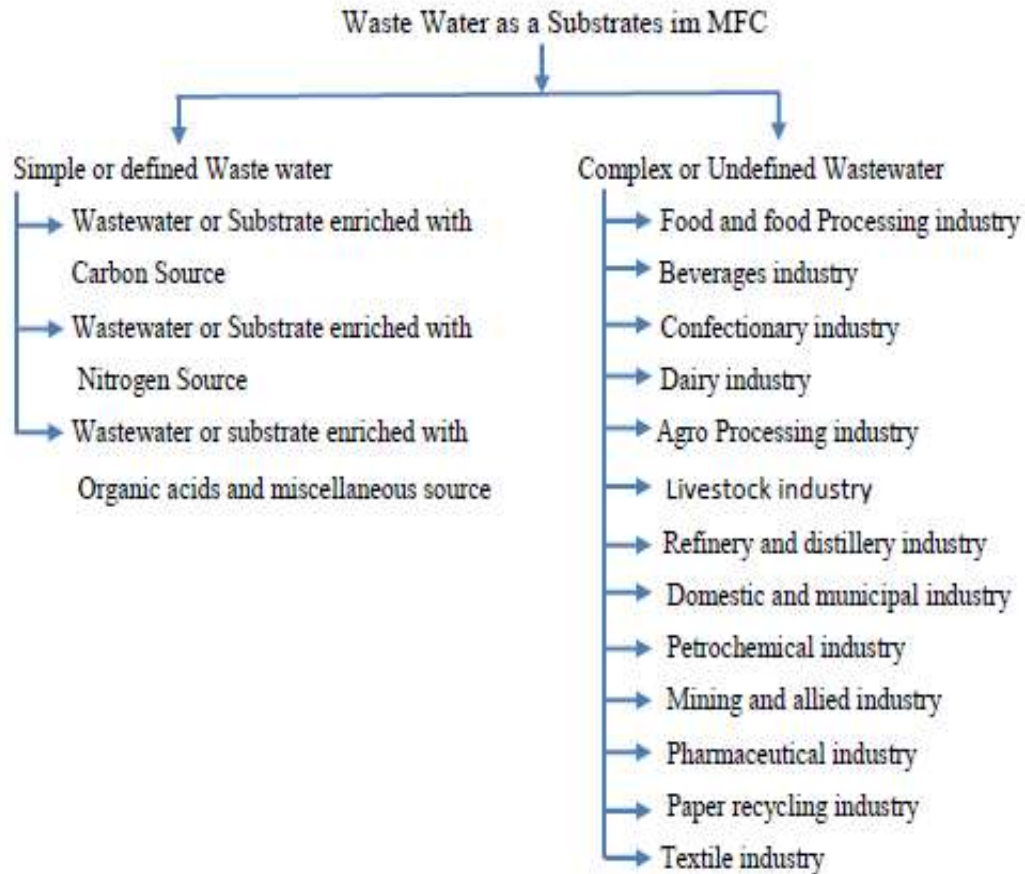 Waste Water as a Substrates im MFC
Simple or defined Waste water
Wastewater or Substrate enriched with
Carbon Source
Wastewater or Substrate enriched with
Nitrogen Source
Wastewater or substrate enriched with
Organic acids and miscellaneous source
Complex or Undefined Wastewater
Food and food Processing industry
Beverages industry
Confectionary industry
Dairy industry
Agro Processing industry
Livestock industry
Refinery and distillery industry
Domestic and municipal industry
Petrochemical industry
Mining and allied industry
Pharmaceutical industry
Paper recycling industry
Textile industry